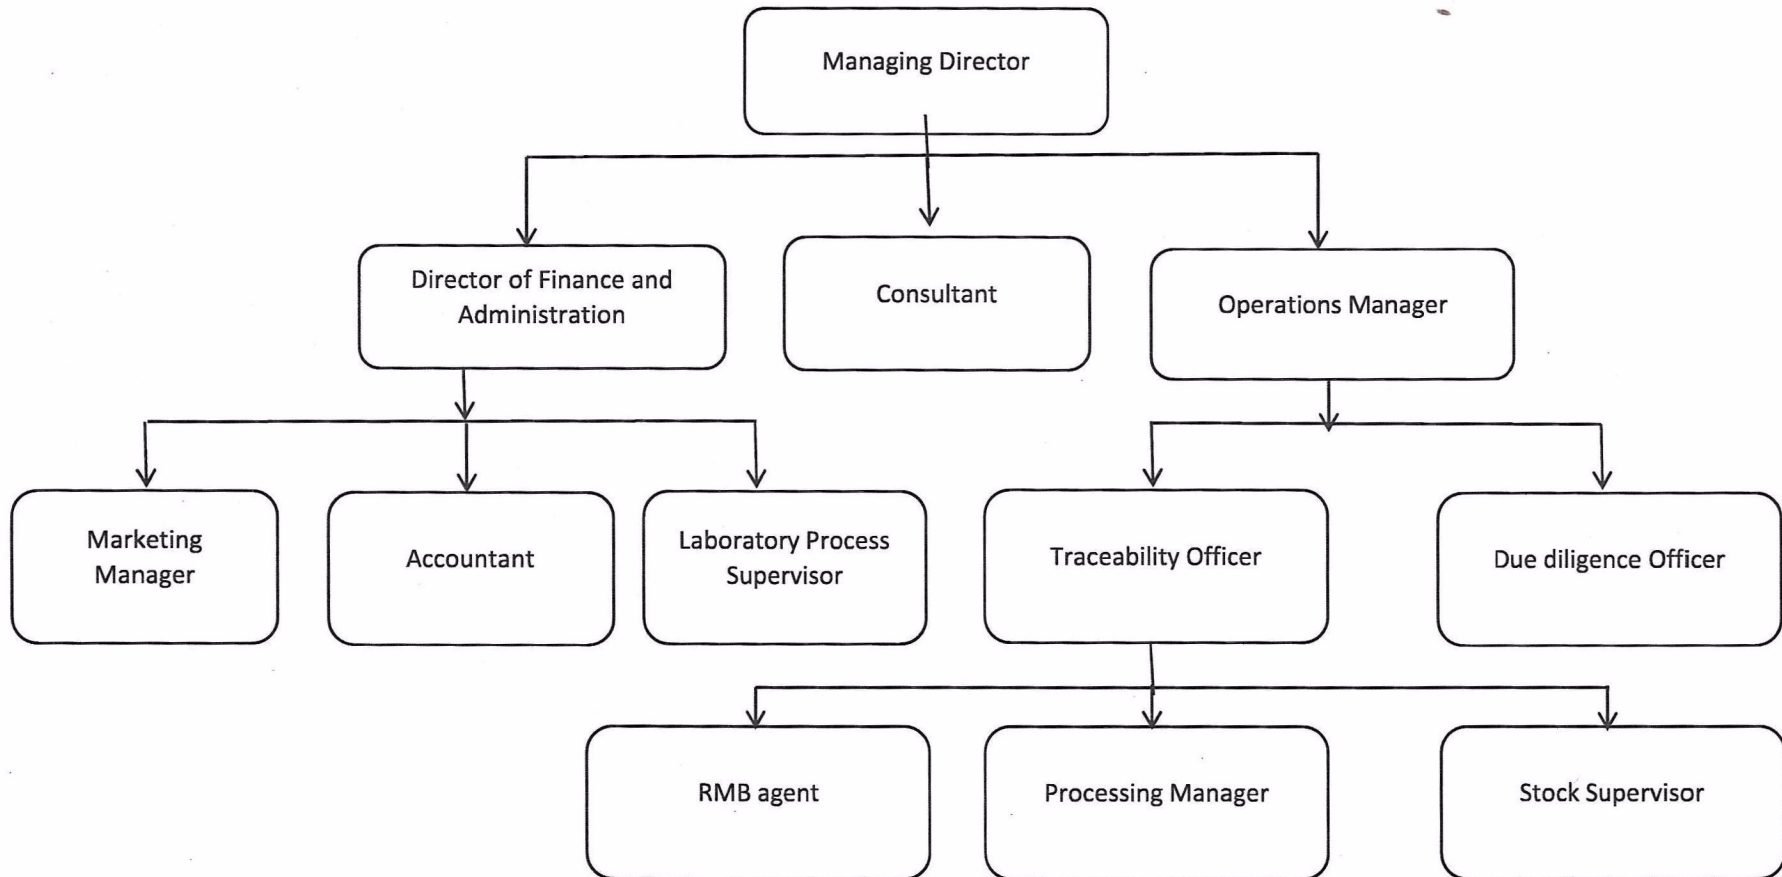 Managing Director
Director of Finance and
Administration
Consultant
Operations Manager
Marketing
Manager
Accountant
Laboratory Process
Supervisor
Traceability Officer
Due diligence Officer
RMB agent
Processing Manager
Stock Supervisor